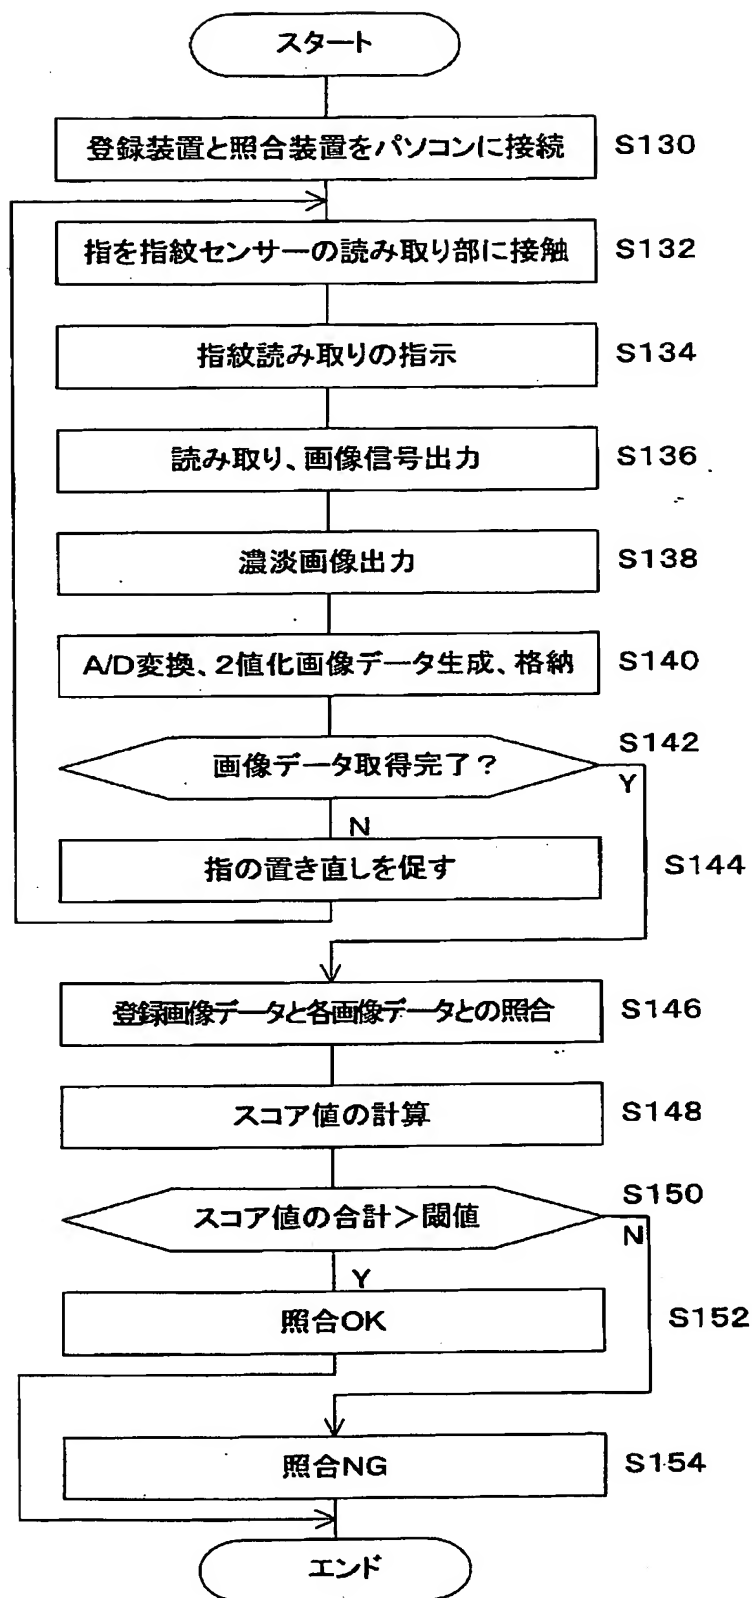 スタート
登録装置と照合装置をパソコンに接続 S130
指を指紋センサーの読み取り部に接触 S132
指紋読み取りの指示 S134
読み取り、画像信号出力 S136
濃淡画像出力 S138
A/D変換、2値化画像データ生成、格納 S140
画像データ取得完了? S142
Y
N
指の置き直しを促す S144
登録画像データと各画像データとの照合 S146
スコア値の計算 S148
スコア値の合計>閾値 S150
N
Y
照合OK S152
照合NG S154
エンド